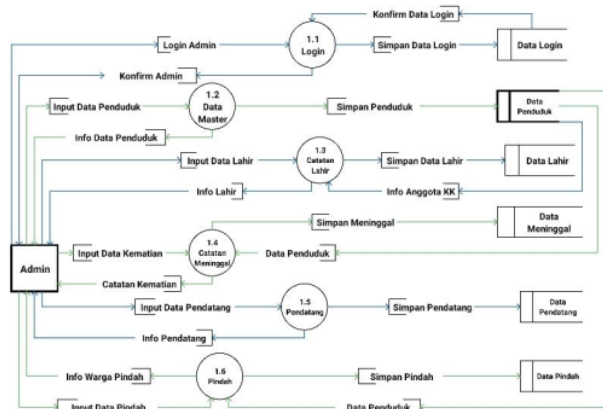 Konfirm Data Login
1.1
Login
Login Admin
Simpan Data Login
Data Login
Konfirm Admin
1.2
Data
Master
Input Data Penduduk
Simpan Penduduk
Data
Penduduk
Info Data Penduduk
1.3
Catatan
Lahir
Input Data Lahir
Simpan Data Lahir
Data Lahir
Info Lahir
Info Anggota KK
Simpan Meninggal
Data
Meninggal
1.4
Catatan
Meninggal
Input Data Kematian
Data Penduduk
Admin
Catatan Kematian
1.5
Pendatang
Input Data Pendatang
Simpan Pendatang
Data
Pendatang
Info Pendatang
1.6
Pindah
Info Warga Pindah
Simpan Pindah
Data Pindah
Input Data Pindah
Data Penduduk